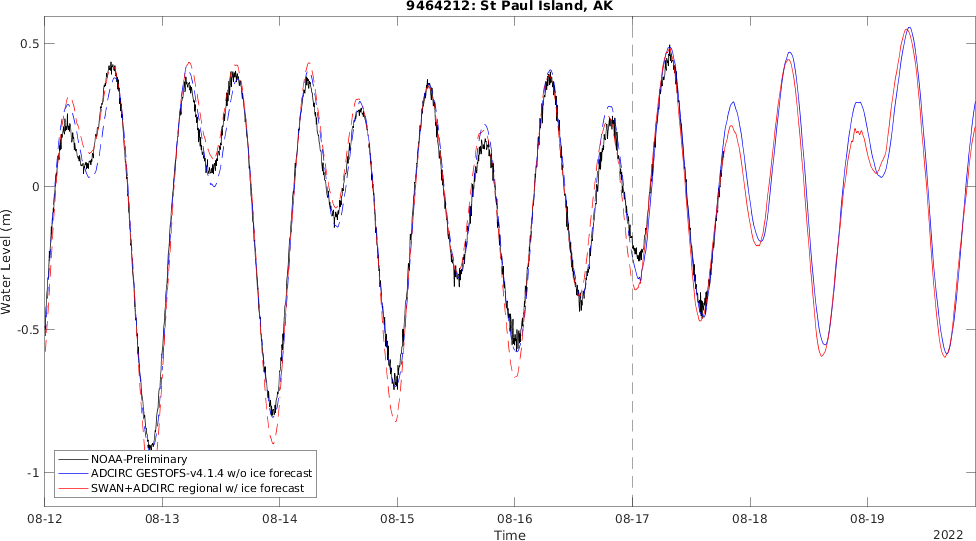 9464212: St Paul Island, AK
Water Level (m)
0.5
0
-0.5
-1
NOAA-Preliminary
ADCIRC GESTOFS-v4.1.4 w/o ice forecast
SWAN+ADCIRC regional w/ ice forecast
08-12 08-13 08-14 08-15 08-16 08-17 08-18 08-19
Time
2022